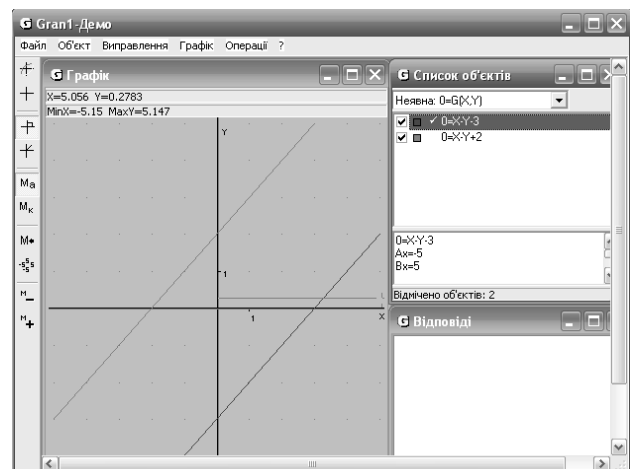 Gran1-Демо
Файл Об'єкт Виправлення Графік Операції ?
Графік
X=5.056 Y=0.2783
MinX=-5.15 MaxY=5.147
Y
1
1
X
Ma
Mк
M
M
M
Список об'єктів
Неявна: 0=G(X,Y)
0=X-Y-3
0=X-Y+2
0=X-Y-3
Ax=-5
Bx=5
Відмічено об'єктів: 2
Відповіді